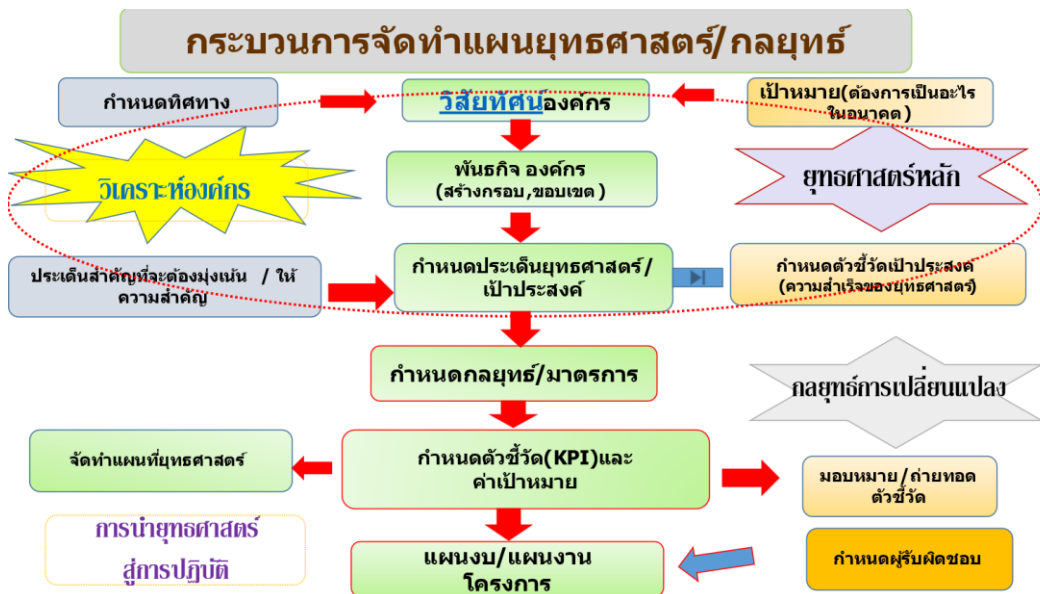 กระบวนการจัดทำแผนยุทธศาสตร์/กลยุทธ์
กำหนดทิศทาง
วิสัยทัศน์องค์กร
เป้าหมาย(ต้องการเป็นอะไร
ในอนาคต)
วิเคราะห์องค์กร
พันธกิจ องค์กร
(สร้างกรอบ,ขอบเขต)
ยุทธศาสตร์หลัก
ประเด็นสำคัญที่จะต้องมุ่งเน้น / ให้
ความสำคัญ
กำหนดประเด็นยุทธศาสตร์/
เป้าประสงค์
กำหนดตัวชี้วัดเป้าประสงค์
(ความสำเร็จของยุทธศาสตร์)
กำหนดกลยุทธ์/มาตรการ
กลยุทธ์การเปลี่ยนแปลง
จัดทำแผนที่ยุทธศาสตร์
กำหนดตัวชี้วัด(KPI)และ
ค่าเป้าหมาย
มอบหมาย/ถ่ายทอด
ตัวชี้วัด
การนำยุทธศาสตร์
สู่การปฏิบัติ
แผนงบ/แผนงาน
โครงการ
กำหนดผู้รับผิดชอบ